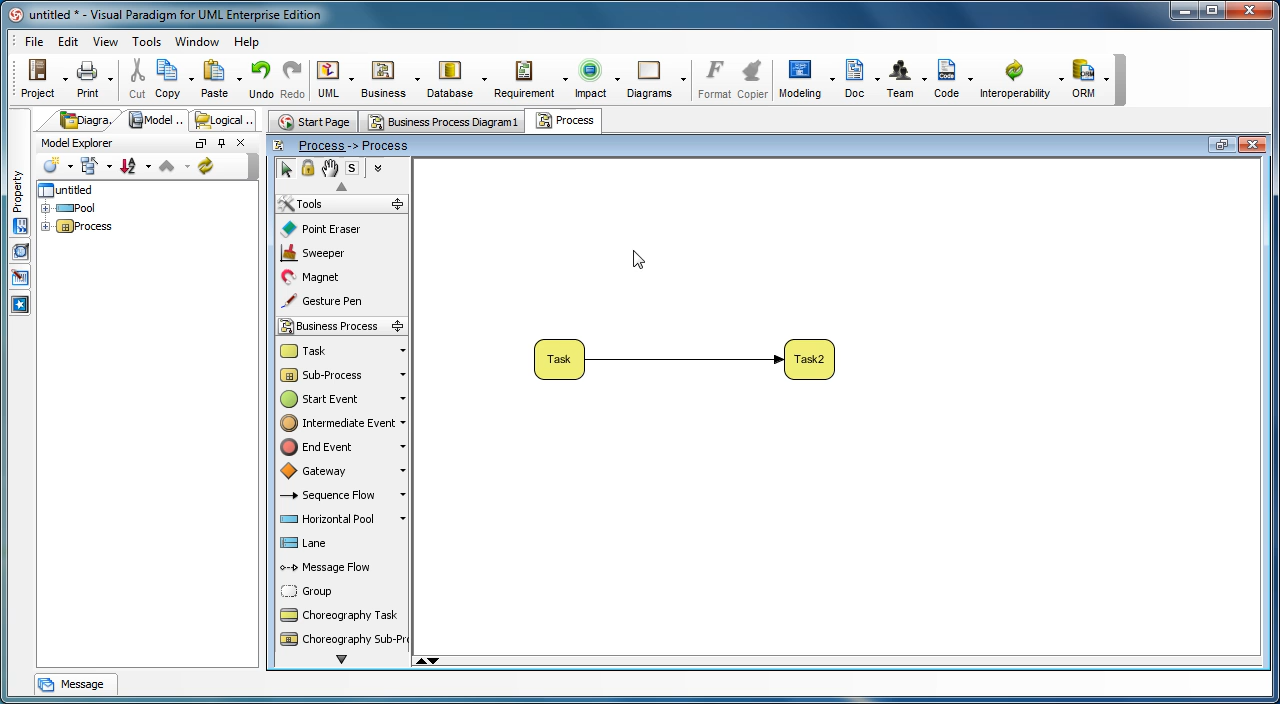 untitled * - Visual Paradigm for UML Enterprise Edition
File Edit View Tools Window Help
Project Print Cut Copy Paste Undo Redo UML Business Database Requirement Impact Diagrams Format Copier Modeling Doc Team Code Interoperability ORM
Diagra. Model .. Logical ..
Start Page Business Process Diagram1 Process
Model Explorer
Process -> Process
Property
S
untitled
Pool
Process
Tools
Point Eraser
Sweeper
Magnet
Gesture Pen
Business Process
Task
Sub-Process
Start Event
Intermediate Event
End Event
Gateway
Sequence Flow
Horizontal Pool
Lane
Message Flow
Group
Choreography Task
Choreography Sub-Pr
Task Task2
Message